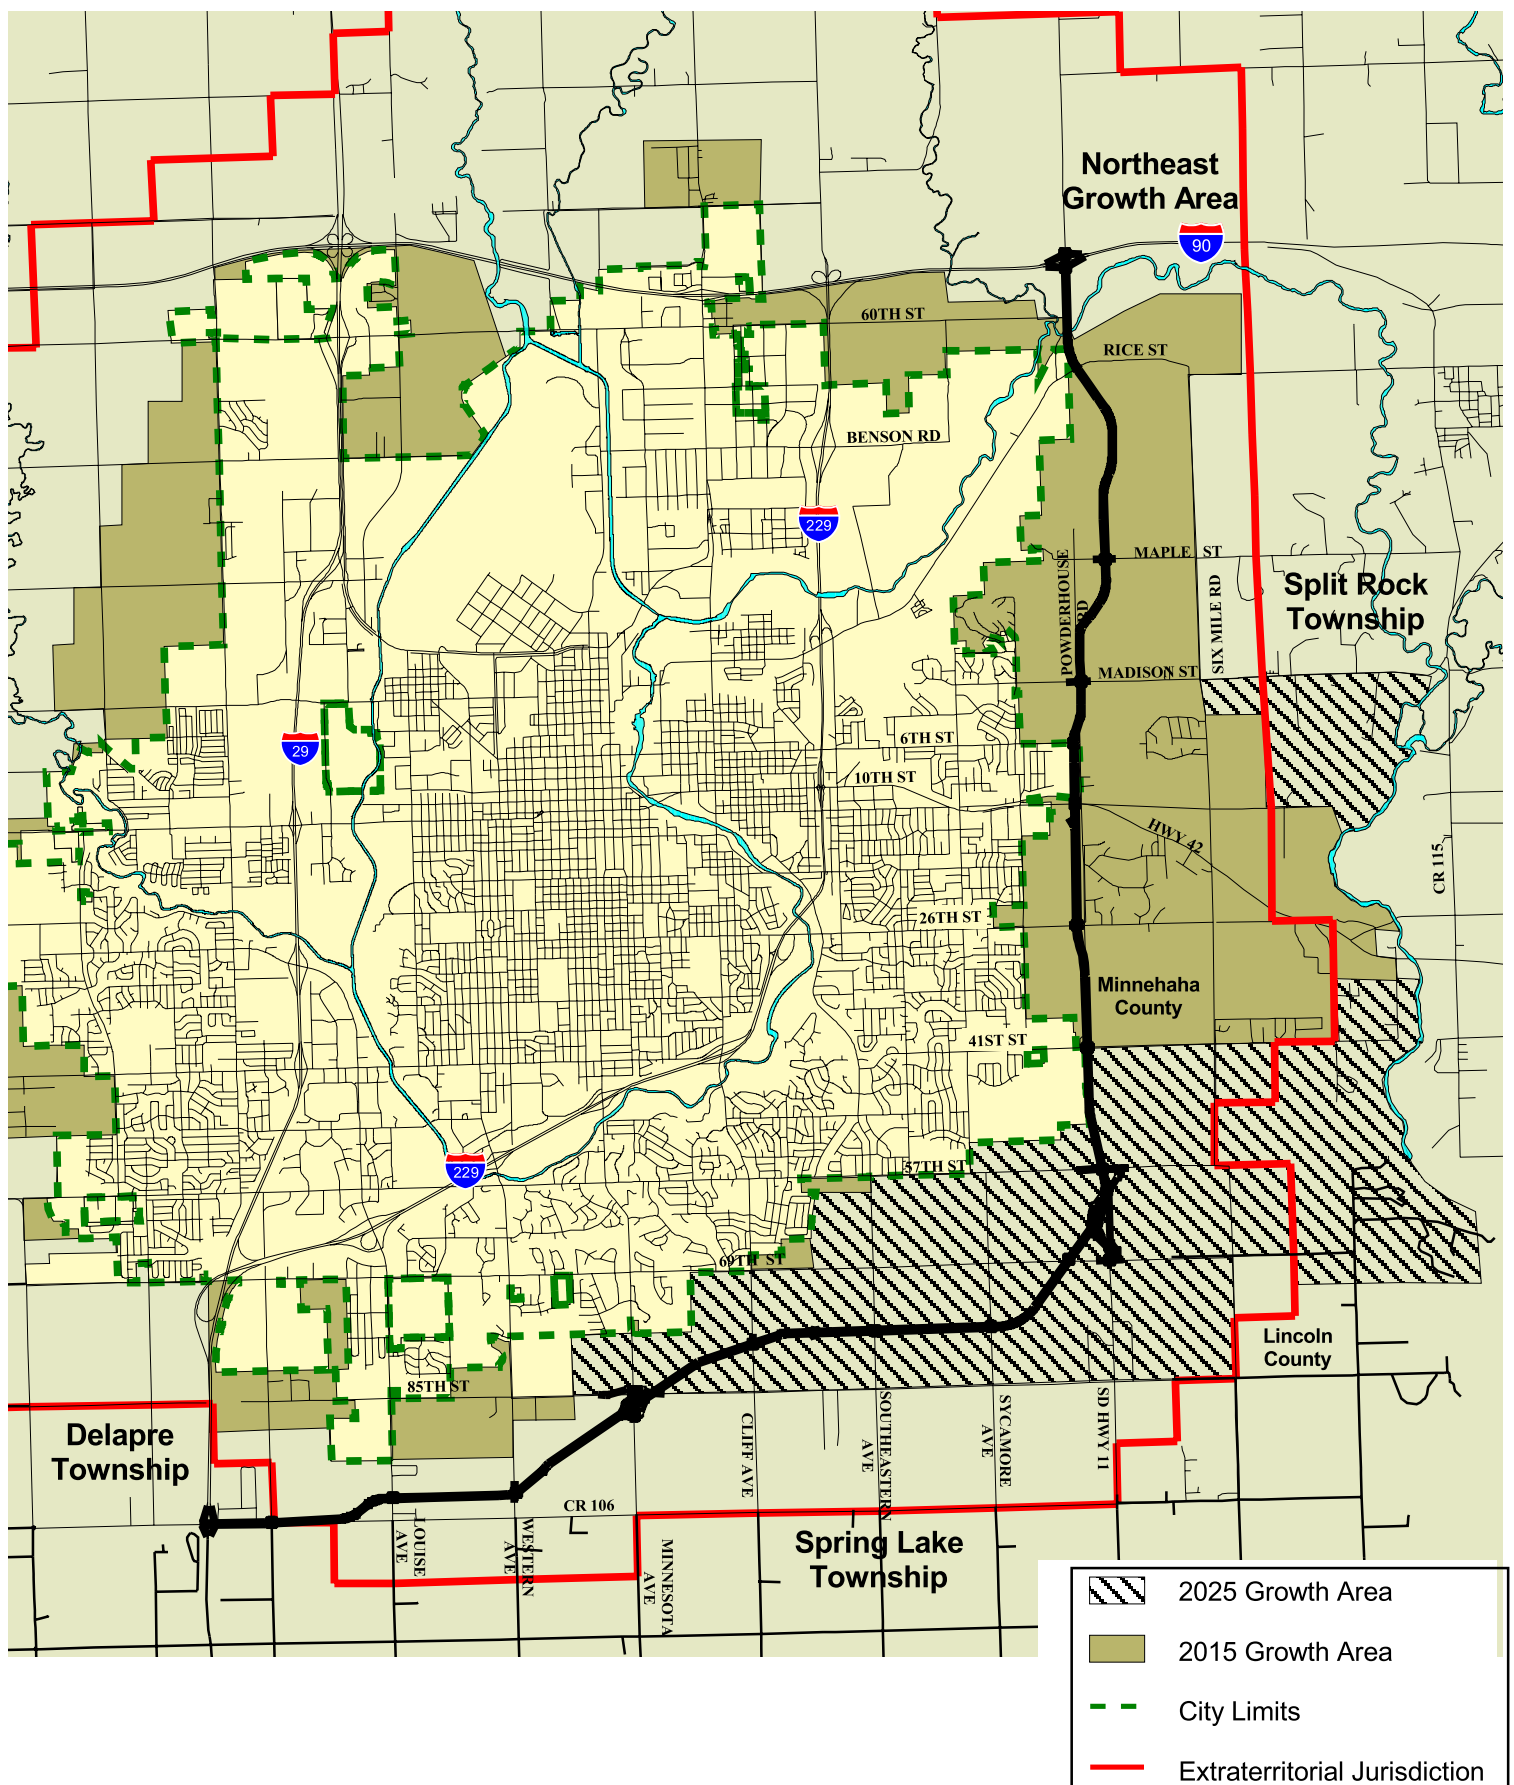 Northeast
Growth Area
90
60TH ST
RICE ST
BENSON RD
229
MAPLE ST
POWDERHOUSE
RD
SIX MILE RD
Split Rock
Township
MADISON ST
6TH ST
29
10TH ST
HWY 42
CR 115
26TH ST
Minnehaha
County
41ST ST
229
57TH ST
69TH ST
Lincoln
County
85TH ST
Delapre
Township
CLIFF AVE
SOUTHEASTERN
AVE
SYCAMORE
AVE
SD HWY 11
CR 106
LOUISE
AVE
WESTERN
AVE
MINNESOTA
AVE
Spring Lake
Township
2025 Growth Area
2015 Growth Area
City Limits
Extraterritorial Jurisdiction